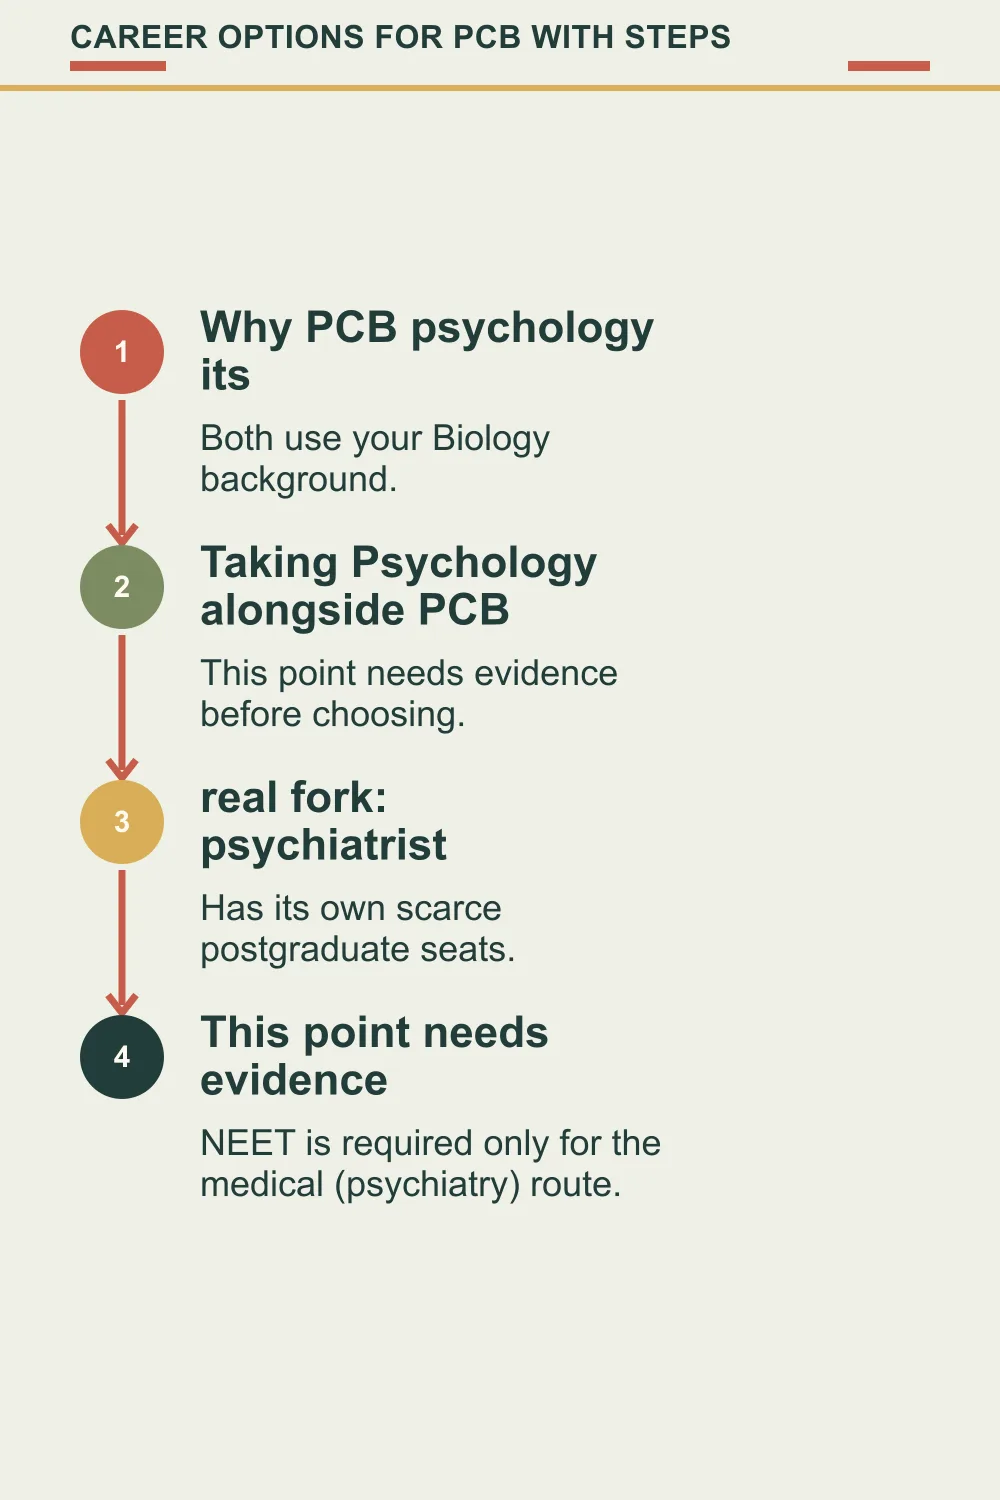 CAREER OPTIONS FOR PCB WITH STEPS
1
Why PCB psychology
its
Both use your Biology
background.
2
Taking Psychology
alongside PCB
This point needs evidence
before choosing.
3
real fork:
psychiatrist
Has its own scarce
postgraduate seats.
4
This point needs
evidence
NEET is required only for the
medical (psychiatry) route.